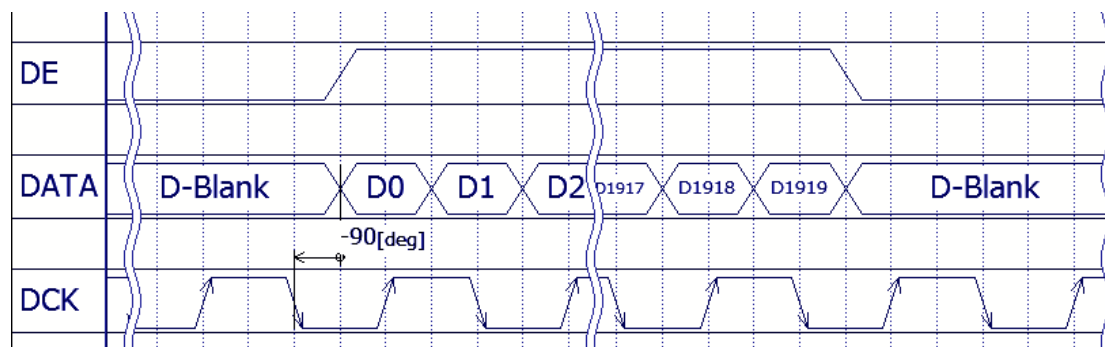 DE
DATA D-Blank D0 D1 D2 D1917 D1918 D1919 D-Blank
-90[deg]
DCK